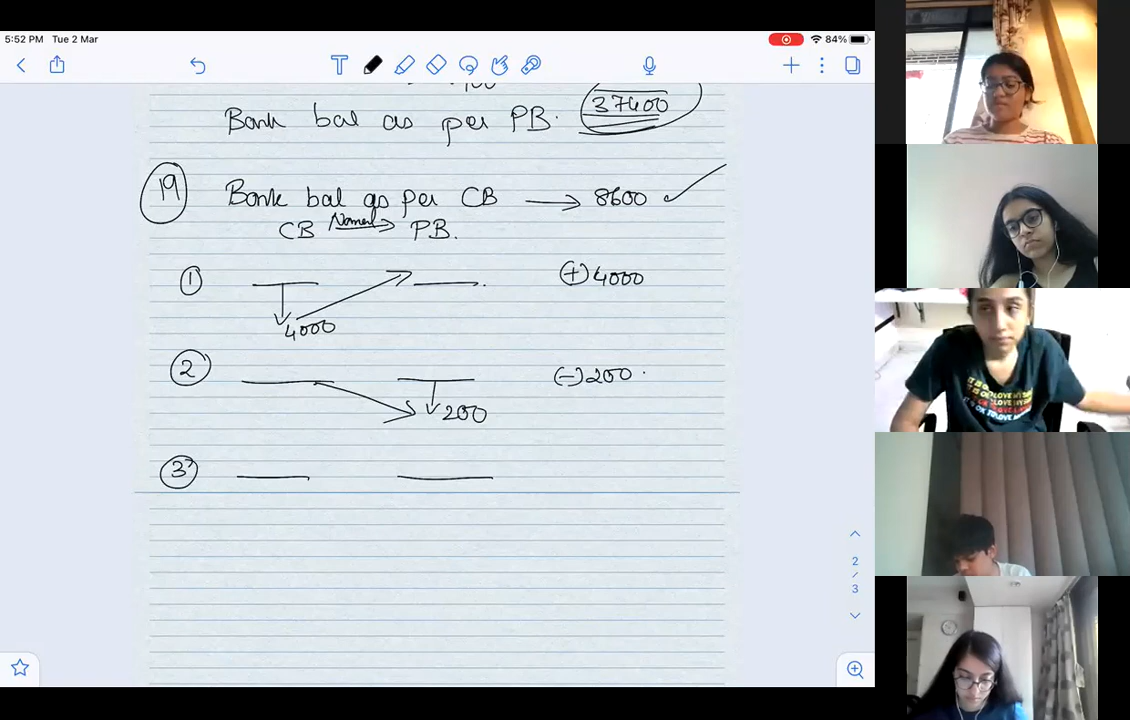 5:52 PM Tue 2 Mar 84%
Bank bal as per PB. 37400
19 Bank bal as per CB → 8600 ✓
CB Normal → PB.
1 (+) 4000
4000
2 (-) 200
200
3
2
/
3